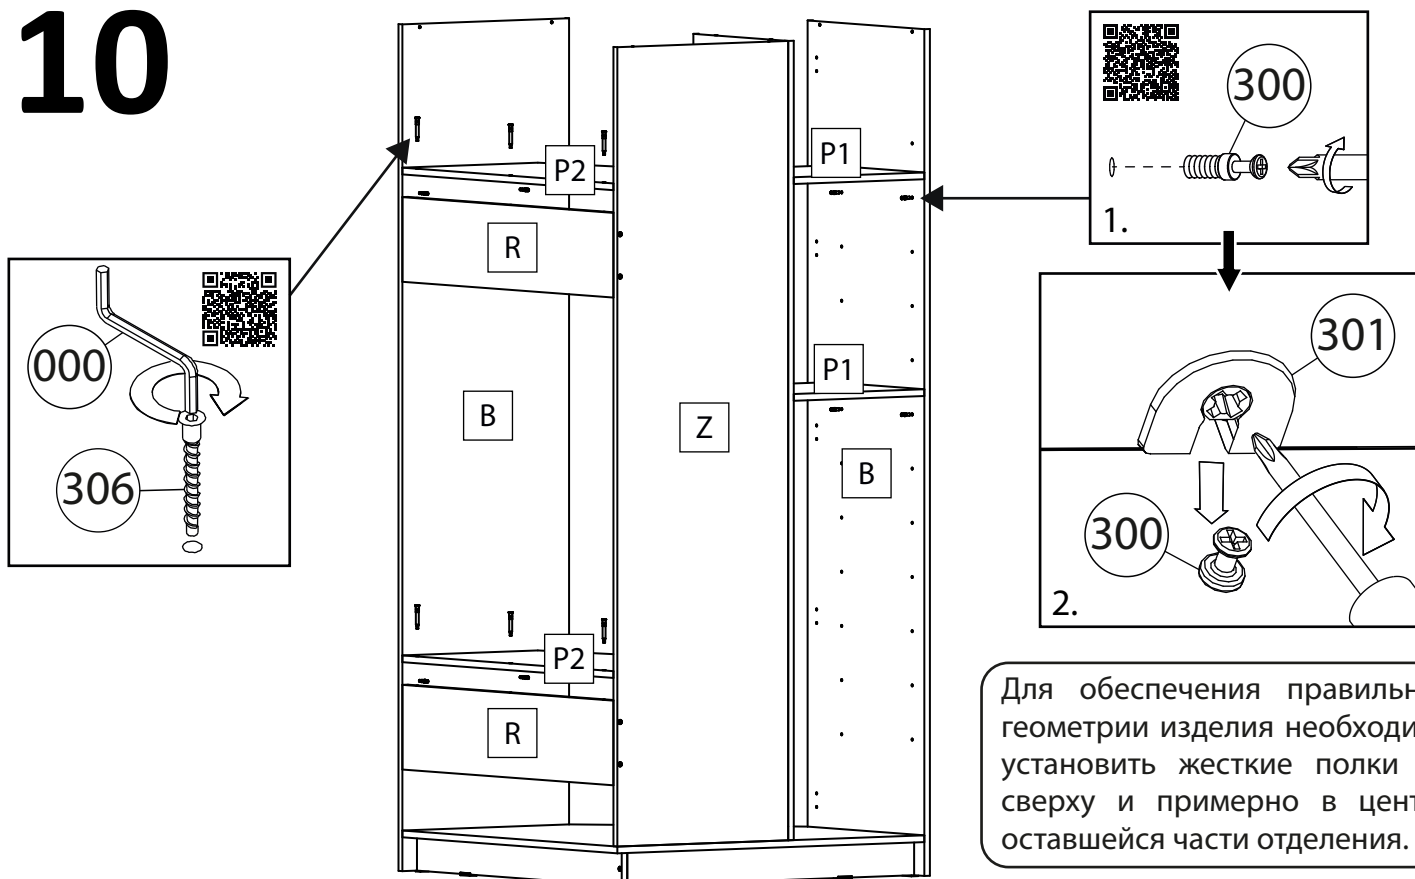 10
300
1.
P1
P2
R
000
306
301
P1
B
Z
B
300
2.
P2
R
Для обеспечения правильн
геометрии изделия необходи
установить жесткие полки
сверху и примерно в цент
оставшейся части отделения.